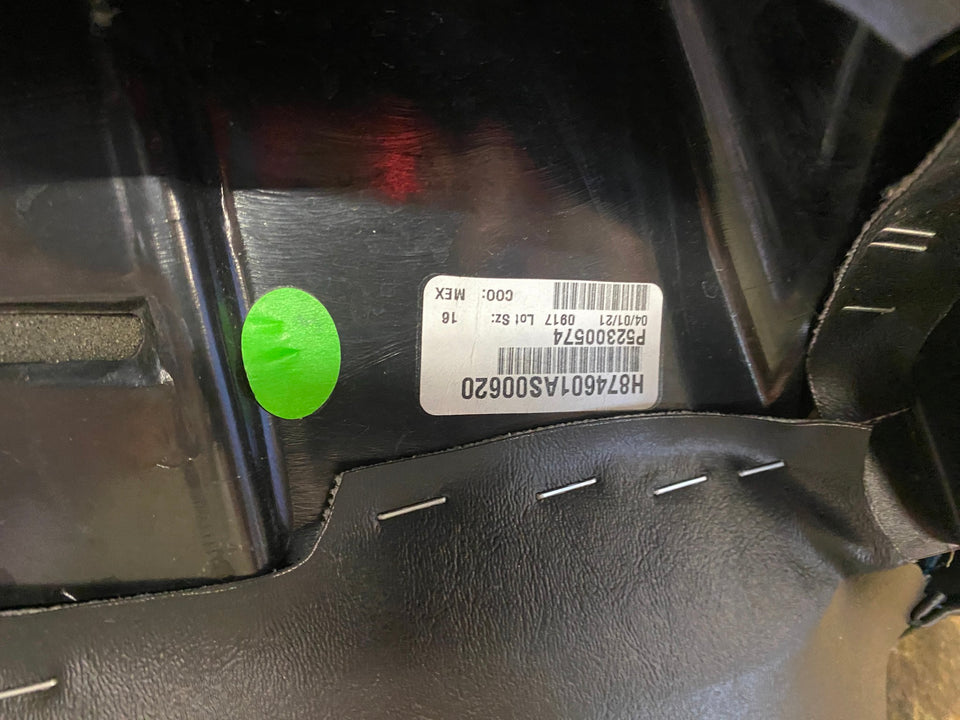 H874601AS00620
P52300574
04/01/21 0917 Lot Sz: 16
COO: MEX